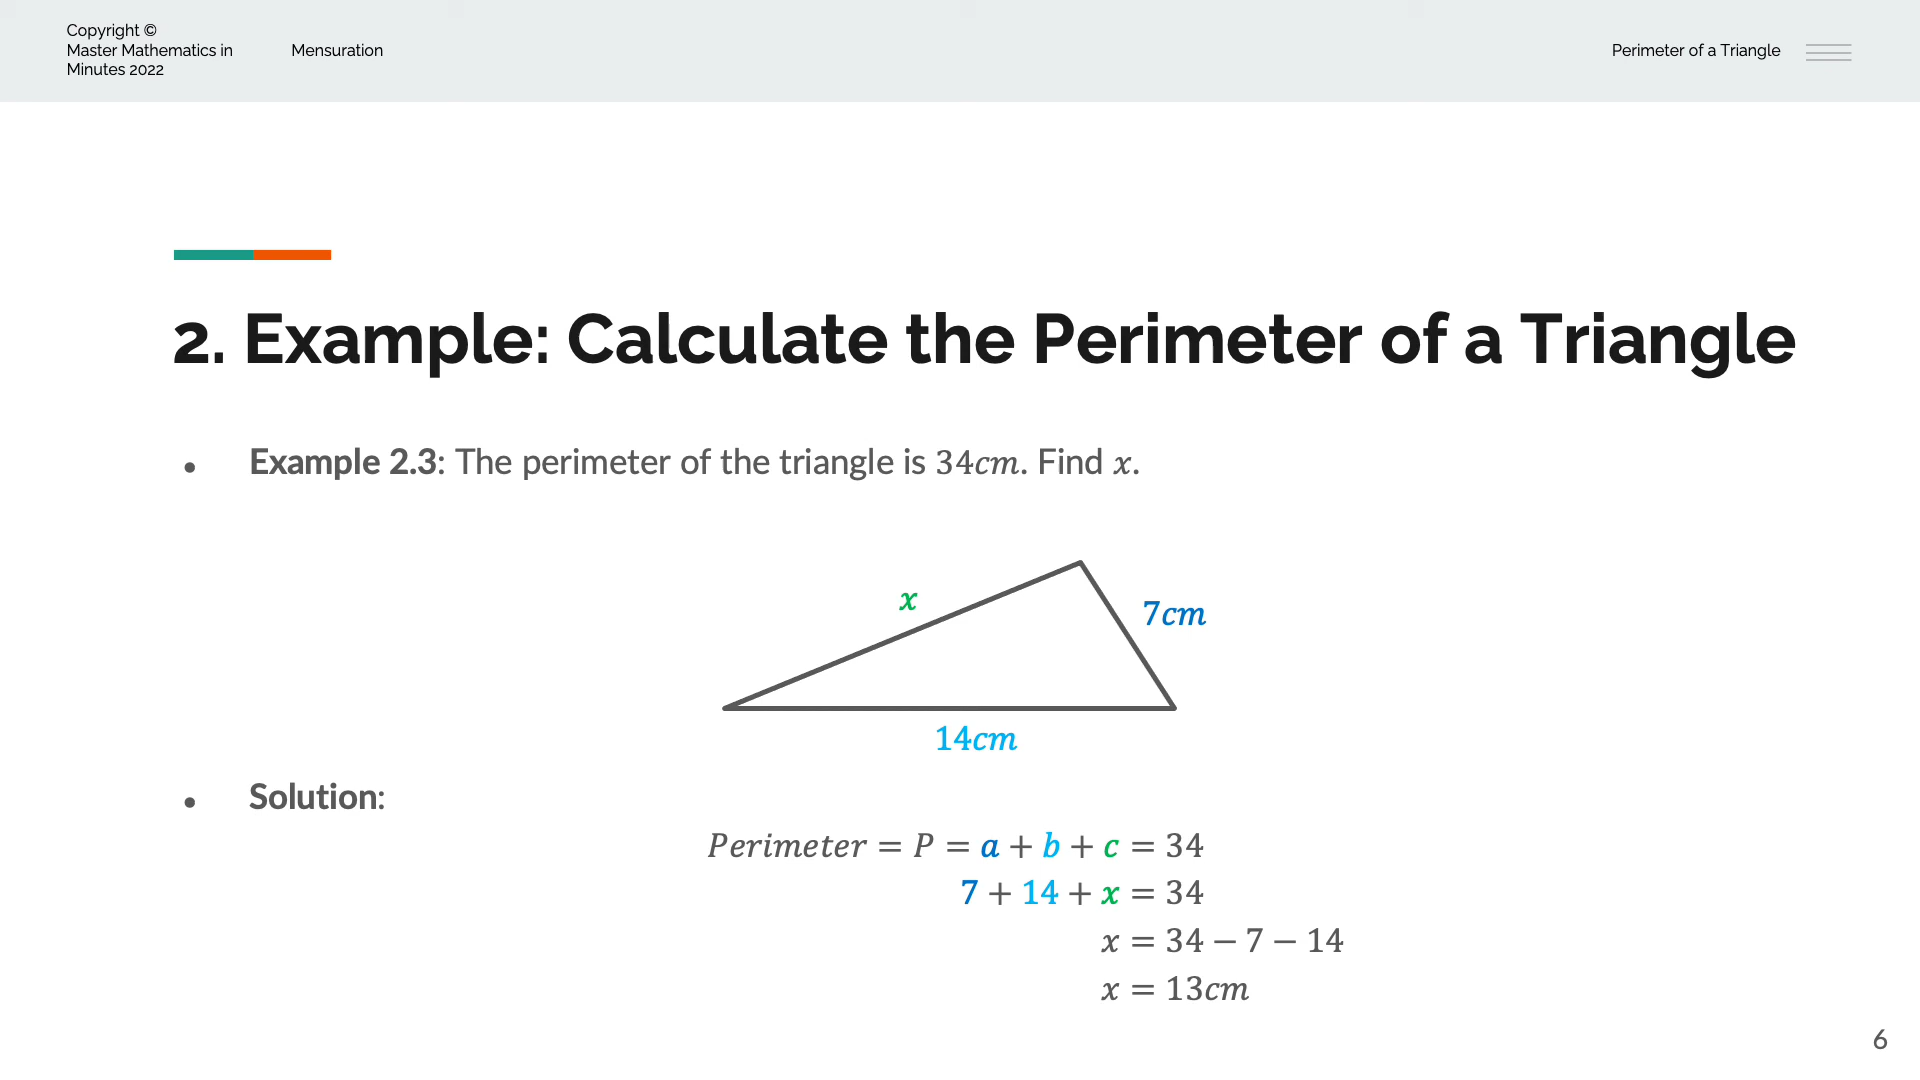 Copyright ©
Master Mathematics in
Minutes 2022
Mensuration
Perimeter of a Triangle
2. Example: Calculate the Perimeter of a Triangle
● Example 2.3: The perimeter of the triangle is 34cm. Find x.
x
7cm
14cm
● Solution:
Perimeter = P = a + b + c = 34
7 + 14 + x = 34
x = 34 − 7 − 14
x = 13cm
6